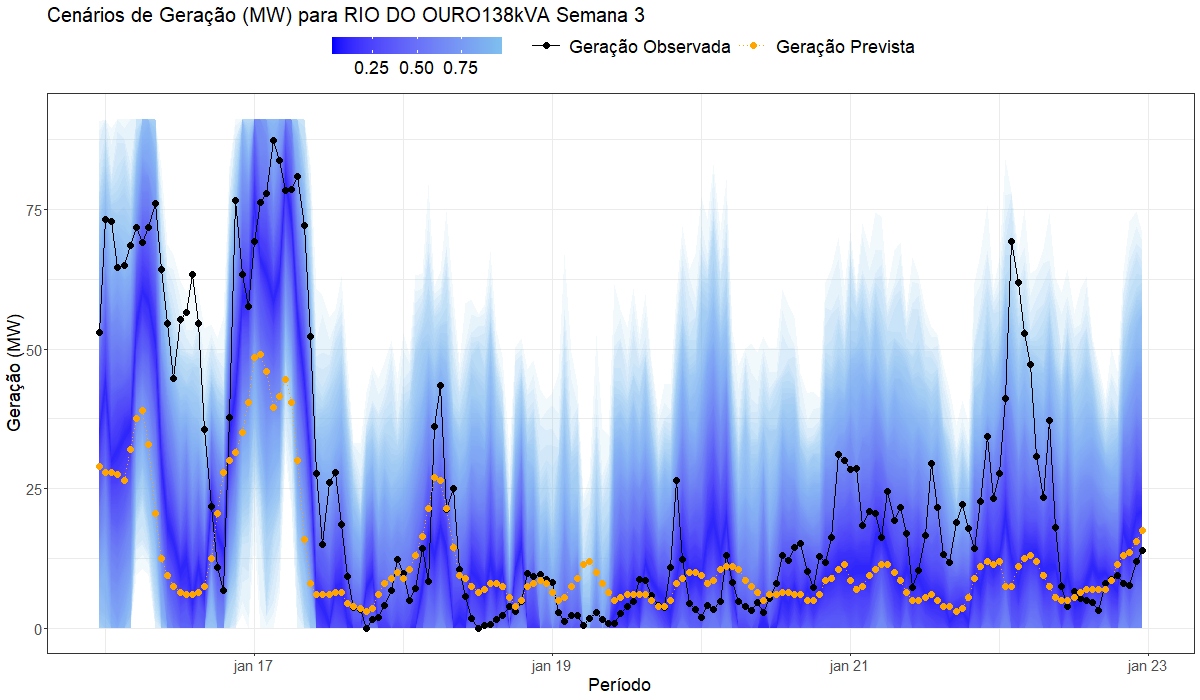 Cenários de Geração (MW) para RIO DO OURO138kVA Semana 3
0.25 0.50 0.75
Geração Observada
Geração Prevista
Geração (MW)
75
50
25
0
jan 17
jan 19
jan 21
jan 23
Período